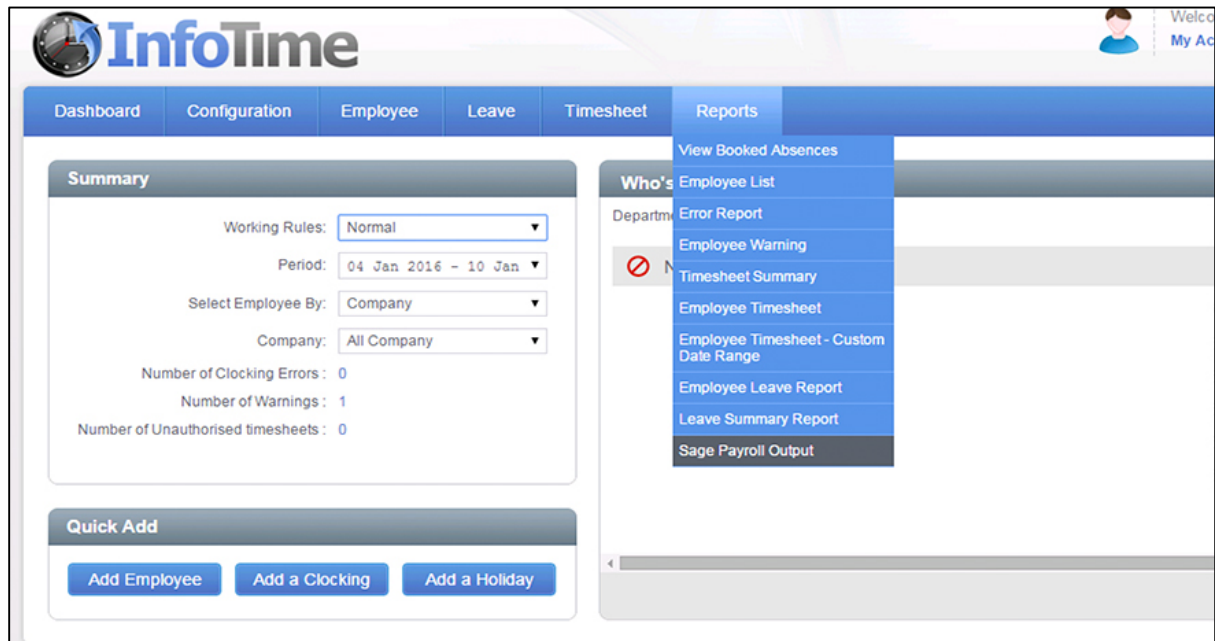 InfoTime
Welco
My Ac
Dashboard Configuration Employee Leave Timesheet Reports
Summary
Working Rules: Normal
Period: 04 Jan 2016 - 10 Jan
Select Employee By: Company
Company: All Company
Number of Clocking Errors : 0
Number of Warnings : 1
Number of Unauthorised timesheets : 0
Quick Add
Add Employee Add a Clocking Add a Holiday
View Booked Absences
Employee List
Error Report
Employee Warning
Timesheet Summary
Employee Timesheet
Employee Timesheet - Custom
Date Range
Employee Leave Report
Leave Summary Report
Sage Payroll Output
Who's
Departme
N